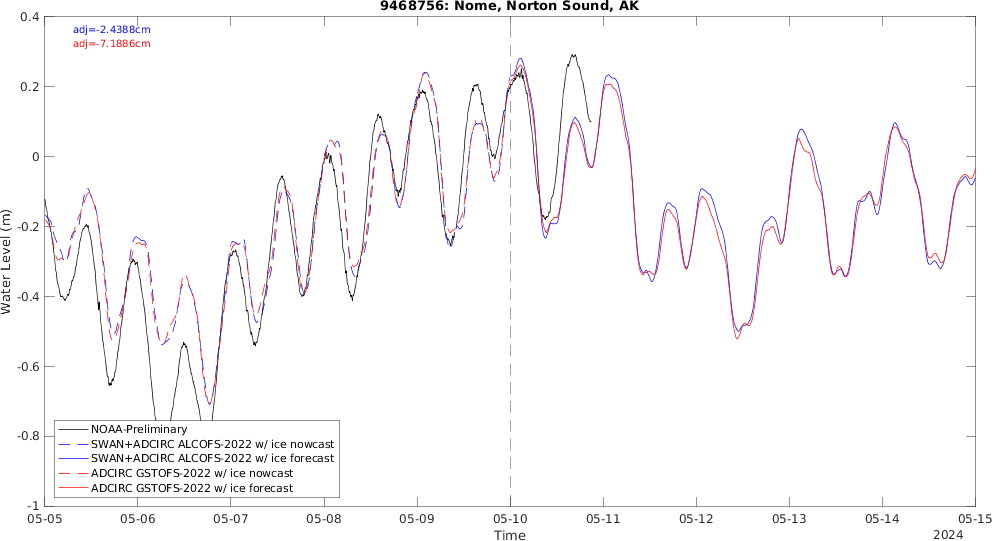 9468756: Nome, Norton Sound, AK
adj=-2.4388cm
adj=-7.1886cm
Water Level (m)
0.4
0.2
0
-0.2
-0.4
-0.6
-0.8
-1
NOAA-Preliminary
SWAN+ADCIRC ALCOFS-2022 w/ ice nowcast
SWAN+ADCIRC ALCOFS-2022 w/ ice forecast
ADCIRC GSTOFS-2022 w/ ice nowcast
ADCIRC GSTOFS-2022 w/ ice forecast
05-05 05-06 05-07 05-08 05-09 05-10 05-11 05-12 05-13 05-14 05-15
Time
2024